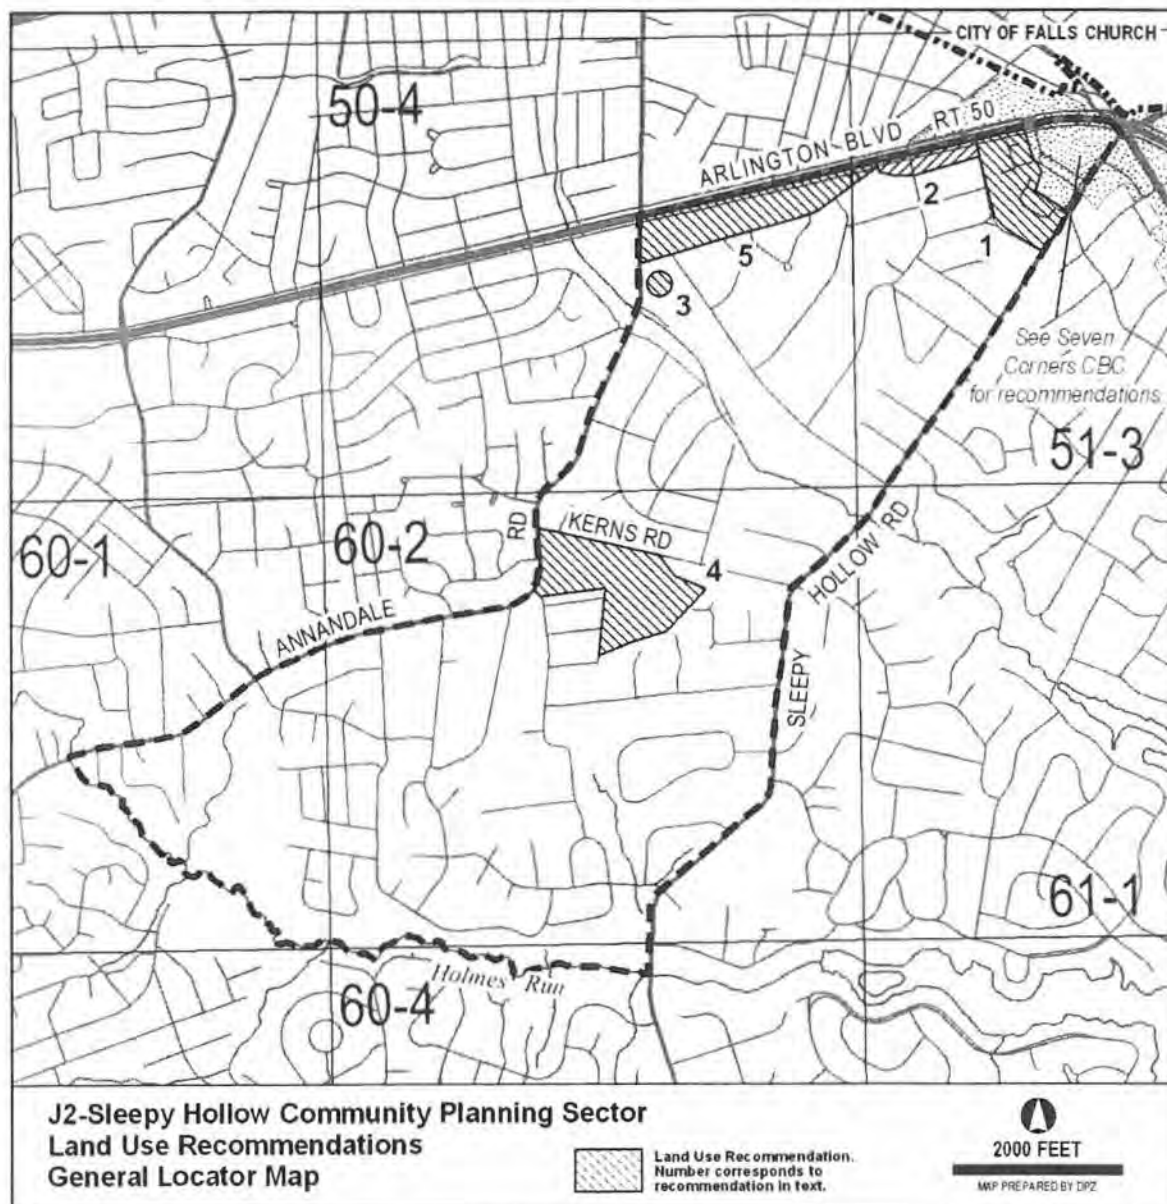 CITY OF FALLS CHURCH
50-4
ARLINGTON BLVD RT 50
2
1
5
3
See Seven
Corners CBC
for recommendations
51-3
60-1
60-2
RD
KERNS RD
4
HOLLOW RD
ANNANDALE
SLEEPY
61-1
Holmes Run
60-4
J2-Sleepy Hollow Community Planning Sector
Land Use Recommendations
General Locator Map
Land Use Recommendation.
Number corresponds to
recommendation in text.
2000 FEET
MAP PREPARED BY DPZ